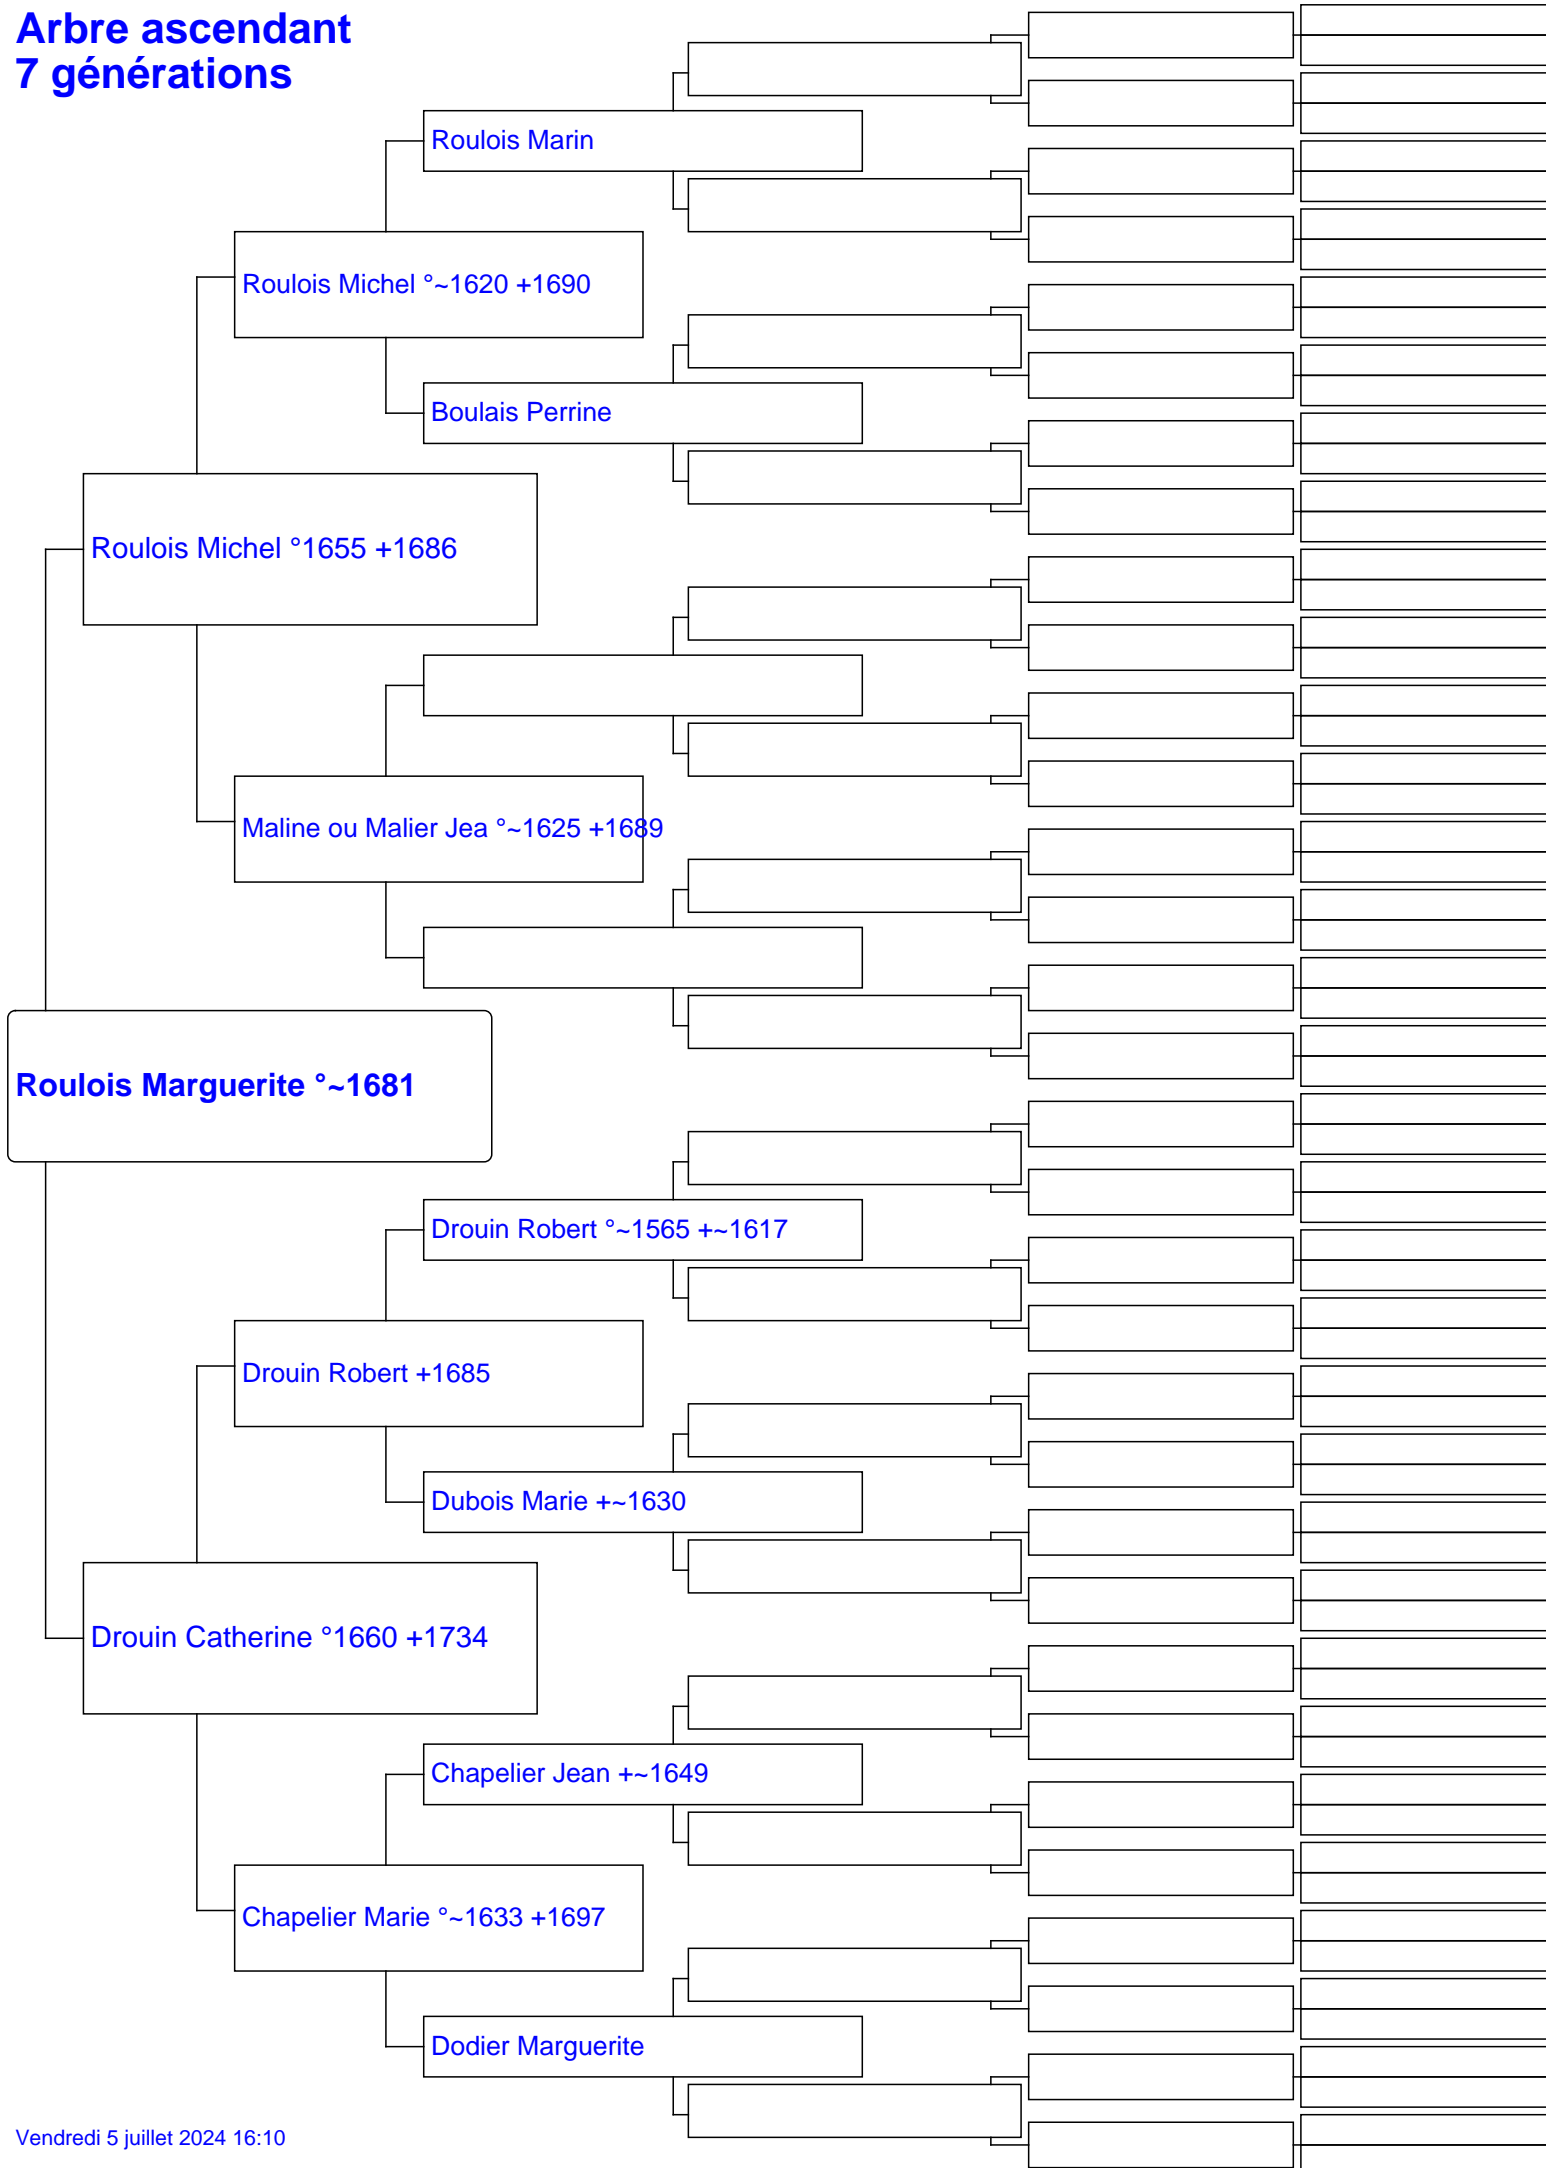 Arbre ascendant
7 générations
Roulois Marin
Roulois Michel °~1620 +1690
Boulais Perrine
Roulois Michel °1655 +1686
Maline ou Malier Jea °~1625 +1689
Roulois Marguerite °~1681
Drouin Robert °~1565 +~1617
Drouin Robert +1685
Dubois Marie +~1630
Drouin Catherine °1660 +1734
Chapelier Jean +~1649
Chapelier Marie °~1633 +1697
Dodier Marguerite
Vendredi 5 juillet 2024 16:10